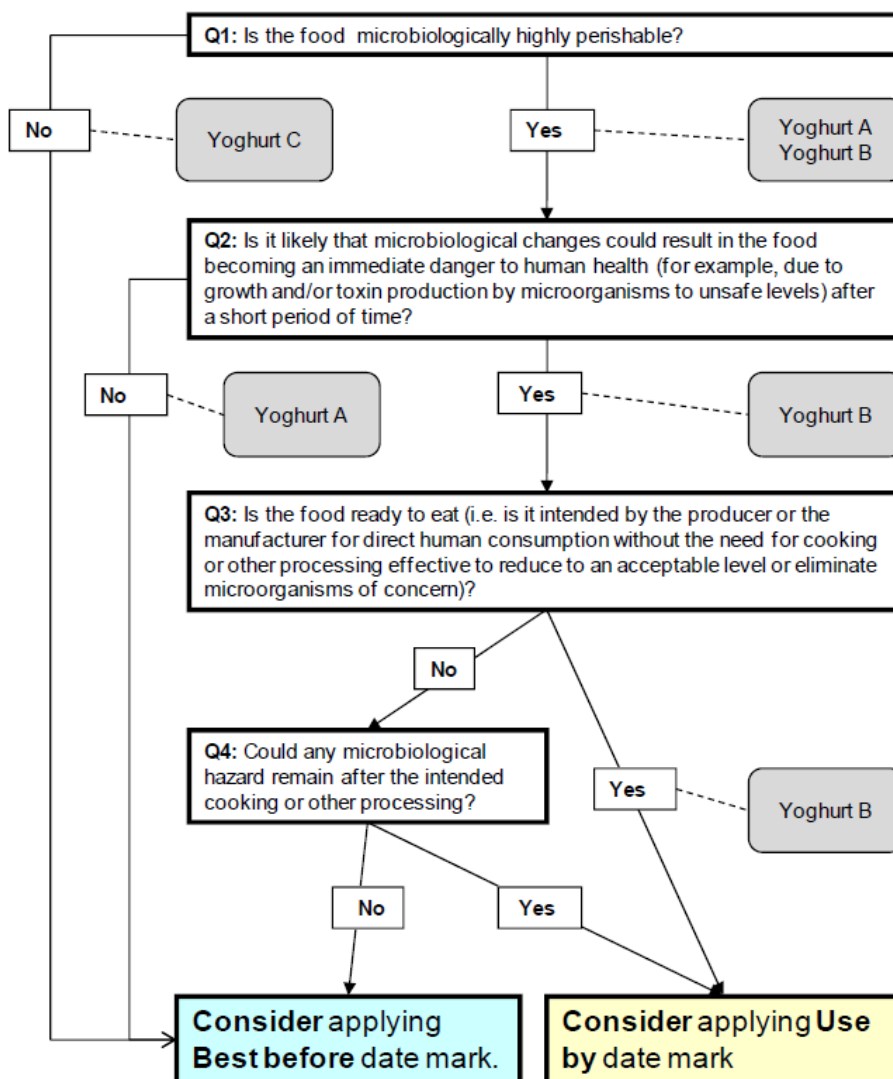 Q1: Is the food microbiologically highly perishable?
No
Yoghurt C
Yes
Yoghurt A
Yoghurt B
Q2: Is it likely that microbiological changes could result in the food
becoming an immediate danger to human health (for example, due to
growth and/or toxin production by microorganisms to unsafe levels) after
a short period of time?
No
Yoghurt A
Yes
Yoghurt B
Q3: Is the food ready to eat (i.e. is it intended by the producer or the
manufacturer for direct human consumption without the need for cooking
or other processing effective to reduce to an acceptable level or eliminate
microorganisms of concern)?
No
Q4: Could any microbiological
hazard remain after the intended
cooking or other processing?
Yes
Yoghurt B
No
Yes
Consider applying
Best before date mark.
Consider applying Use
by date mark